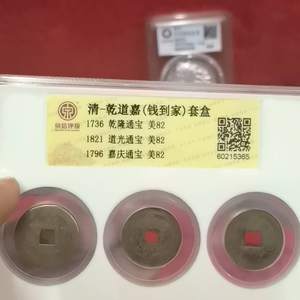 清-乾道嘉(钱到家)套盒
1736 乾隆通宝 美82
1821 道光通宝 美82
1796 嘉庆通宝 美82
60215365